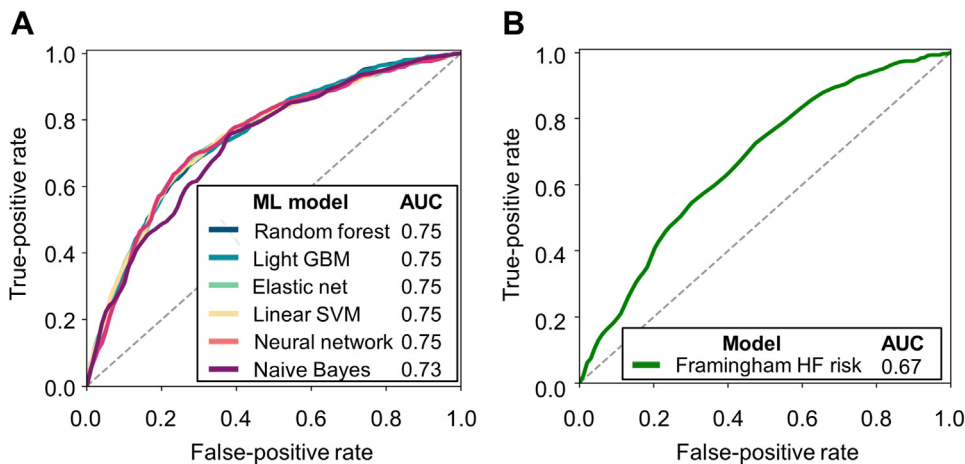 A
1.0
0.8
0.6
0.4
0.2
0.0
True-positive rate
0.0 0.2 0.4 0.6 0.8 1.0
False-positive rate
ML model AUC
Random forest 0.75
Light GBM 0.75
Elastic net 0.75
Linear SVM 0.75
Neural network 0.75
Naive Bayes 0.73
B
1.0
0.8
0.6
0.4
0.2
0.0
True-positive rate
0.0 0.2 0.4 0.6 0.8 1.0
False-positive rate
Model AUC
Framingham HF risk 0.67